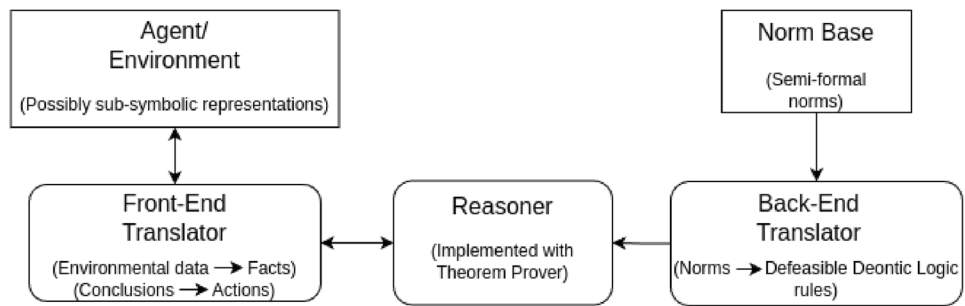 Agent/
Environment
(Possibly sub-symbolic representations)
Norm Base
(Semi-formal
norms)
Front-End
Translator
(Environmental data → Facts)
(Conclusions → Actions)
Reasoner
(Implemented with
Theorem Prover)
Back-End
Translator
(Norms → Defeasible Deontic Logic
rules)